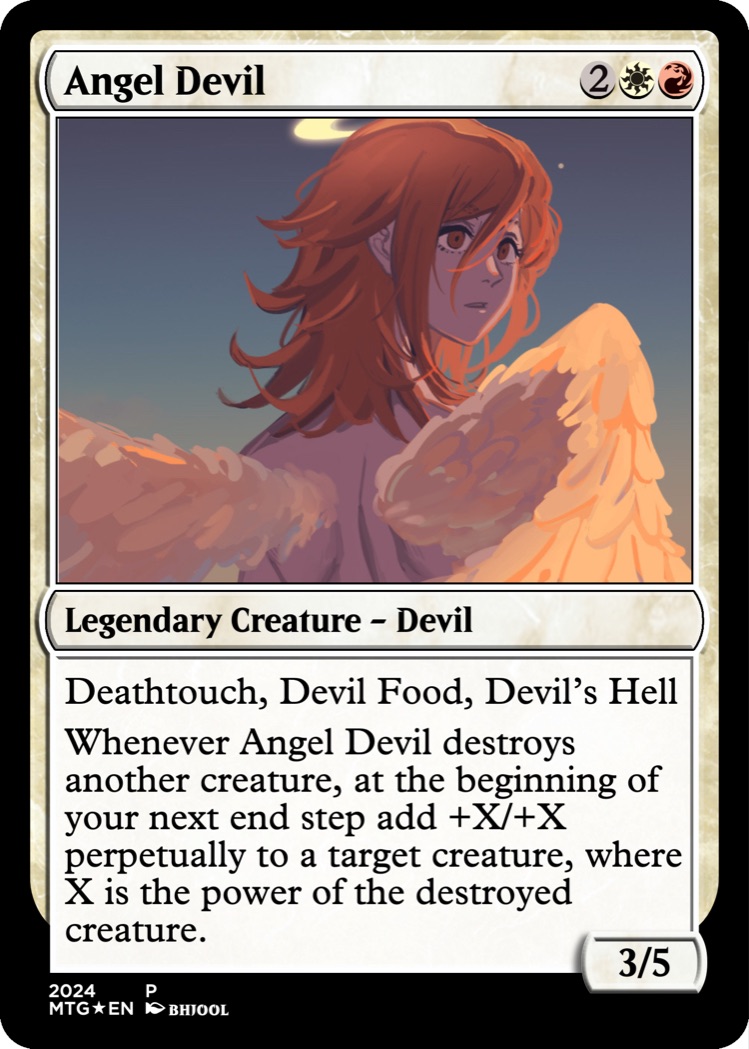 Angel Devil 2
Legendary Creature – Devil
Deathtouch, Devil Food, Devil's Hell
Whenever Angel Devil destroys
another creature, at the beginning of
your next end step add +X/+X
perpetually to a target creature, where
X is the power of the destroyed
creature.
3/5
2024 P
MTG★EN BHJOOL